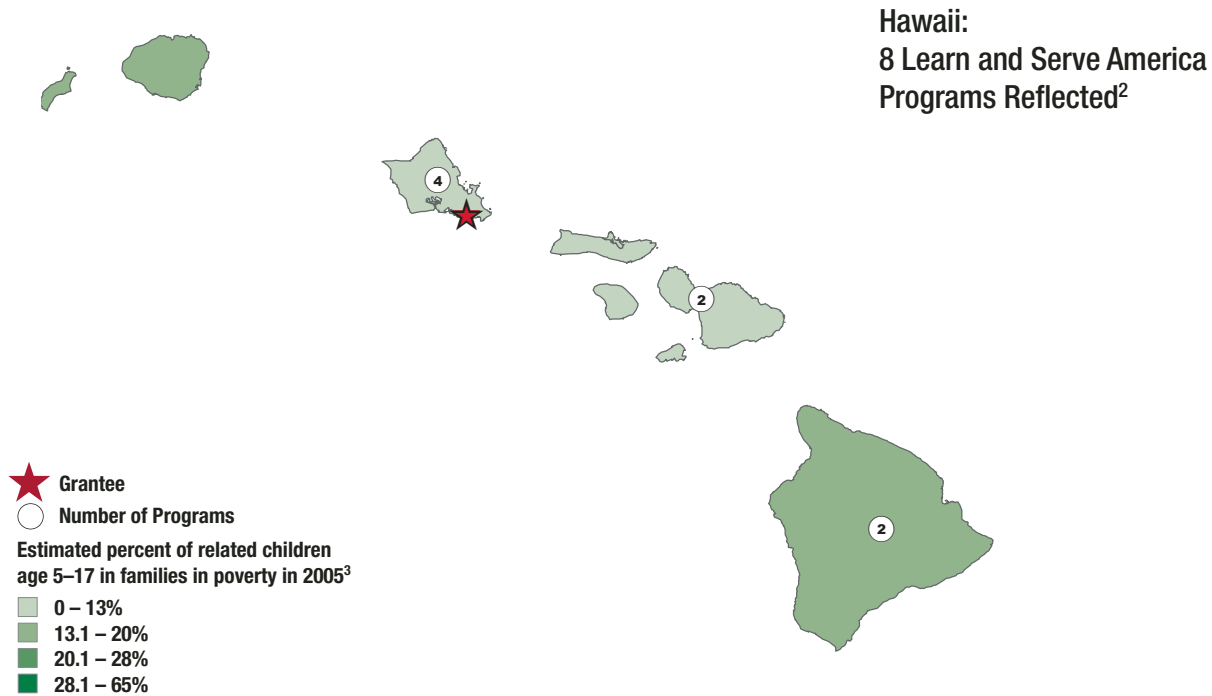 Hawaii:
8 Learn and Serve America
Programs Reflected²
4
2
2
Grantee
Number of Programs
Estimated percent of related children
age 5–17 in families in poverty in 2005³
0 – 13%
13.1 – 20%
20.1 – 28%
28.1 – 65%